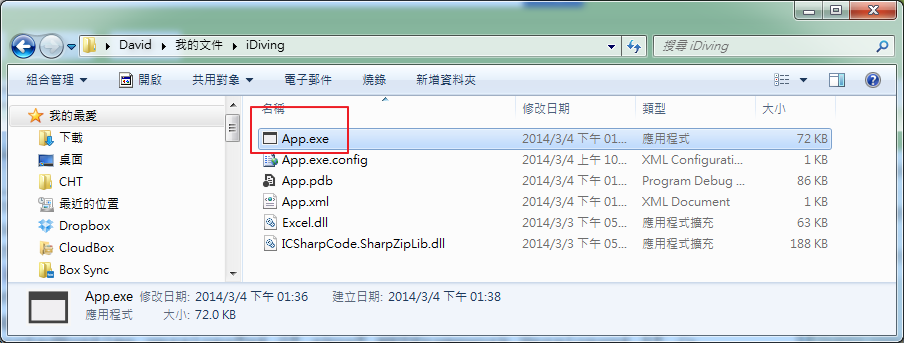 David 我的文件 iDiving 搜尋 iDiving
組合管理 開啟 共用對象 電子郵件 燒錄 新增資料夾
名稱 修改日期 類型 大小
我的最愛
下載
桌面
CHT
最近的位置
Dropbox
CloudBox
Box Sync
App.exe 2014/3/4 下午 01... 應用程式 72 KB
App.exe.config 2014/3/4 上午 10... XML Configurati... 1 KB
App.pdb 2014/3/4 下午 01... Program Debug ... 86 KB
App.xml 2014/3/4 下午 01... XML Document 1 KB
Excel.dll 2014/3/3 下午 05... 應用程式擴充 63 KB
ICSharpCode.SharpZipLib.dll 2014/3/3 下午 05... 應用程式擴充 188 KB
App.exe 修改日期: 2014/3/4 下午 01:36 建立日期: 2014/3/4 下午 01:38
應用程式 大小: 72.0 KB